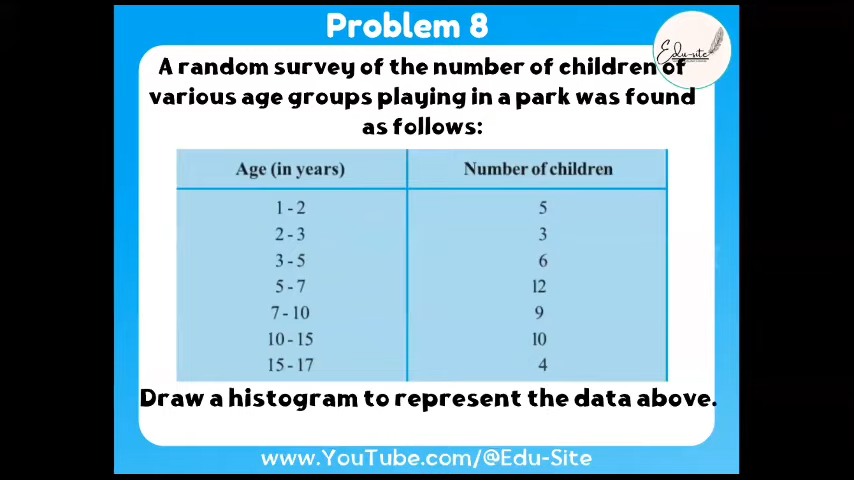 Problem 8
Edu-site
A random survey of the number of children of
various age groups playing in a park was found
as follows:
Age (in years) Number of children
1 - 2 5
2 - 3 3
3 - 5 6
5 - 7 12
7 - 10 9
10 - 15 10
15 - 17 4
Draw a histogram to represent the data above.
www.YouTube.com/@Edu-Site